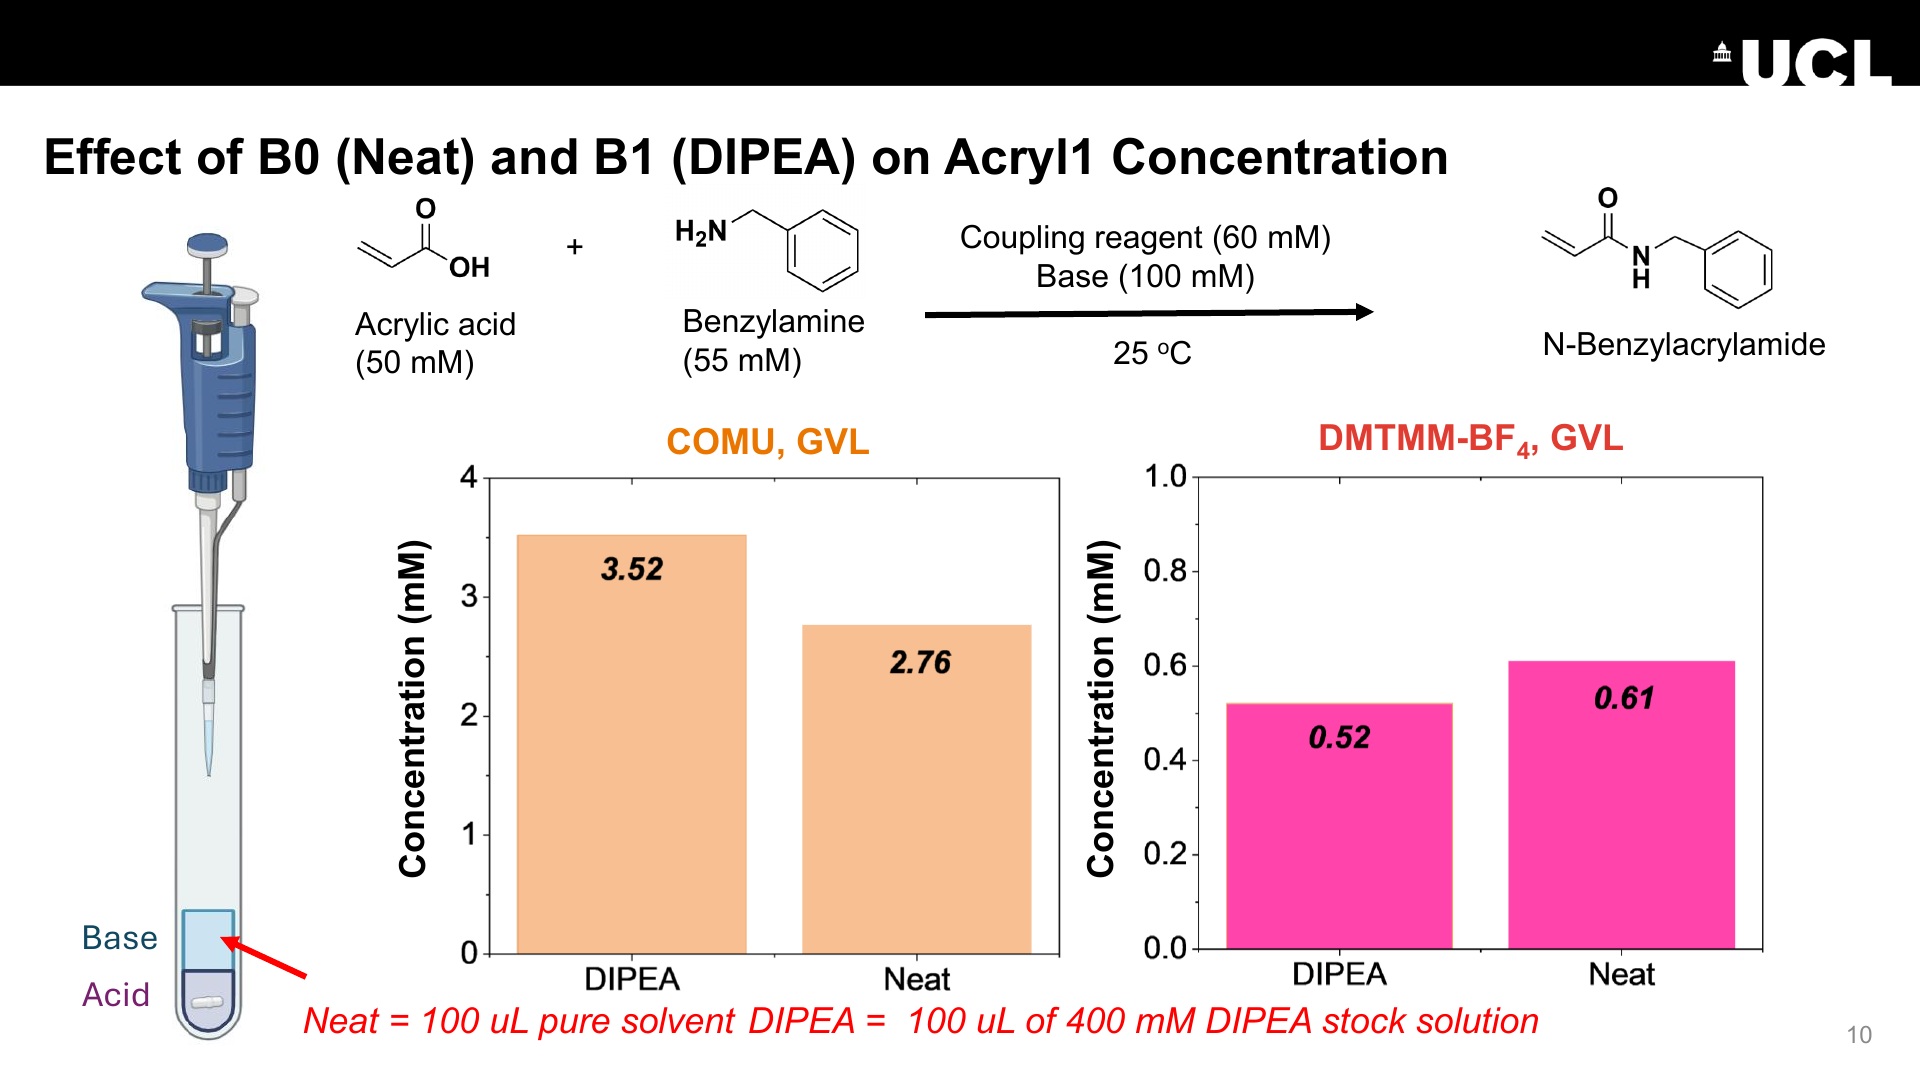 UCL
Effect of B0 (Neat) and B1 (DIPEA) on Acryl1 Concentration
O
OH
+
H₂N
Coupling reagent (60 mM)
Base (100 mM)
25 ᵒC
O
N
H
Acrylic acid
(50 mM)
Benzylamine
(55 mM)
N-Benzylacrylamide
COMU, GVL
Concentration (mM)
4
3
2
1
0
3.52
2.76
DIPEA
Neat
DMTMM-BF₄, GVL
Concentration (mM)
1.0
0.8
0.6
0.4
0.2
0.0
0.52
0.61
DIPEA
Neat
Base
Acid
Neat = 100 uL pure solvent DIPEA = 100 uL of 400 mM DIPEA stock solution
10